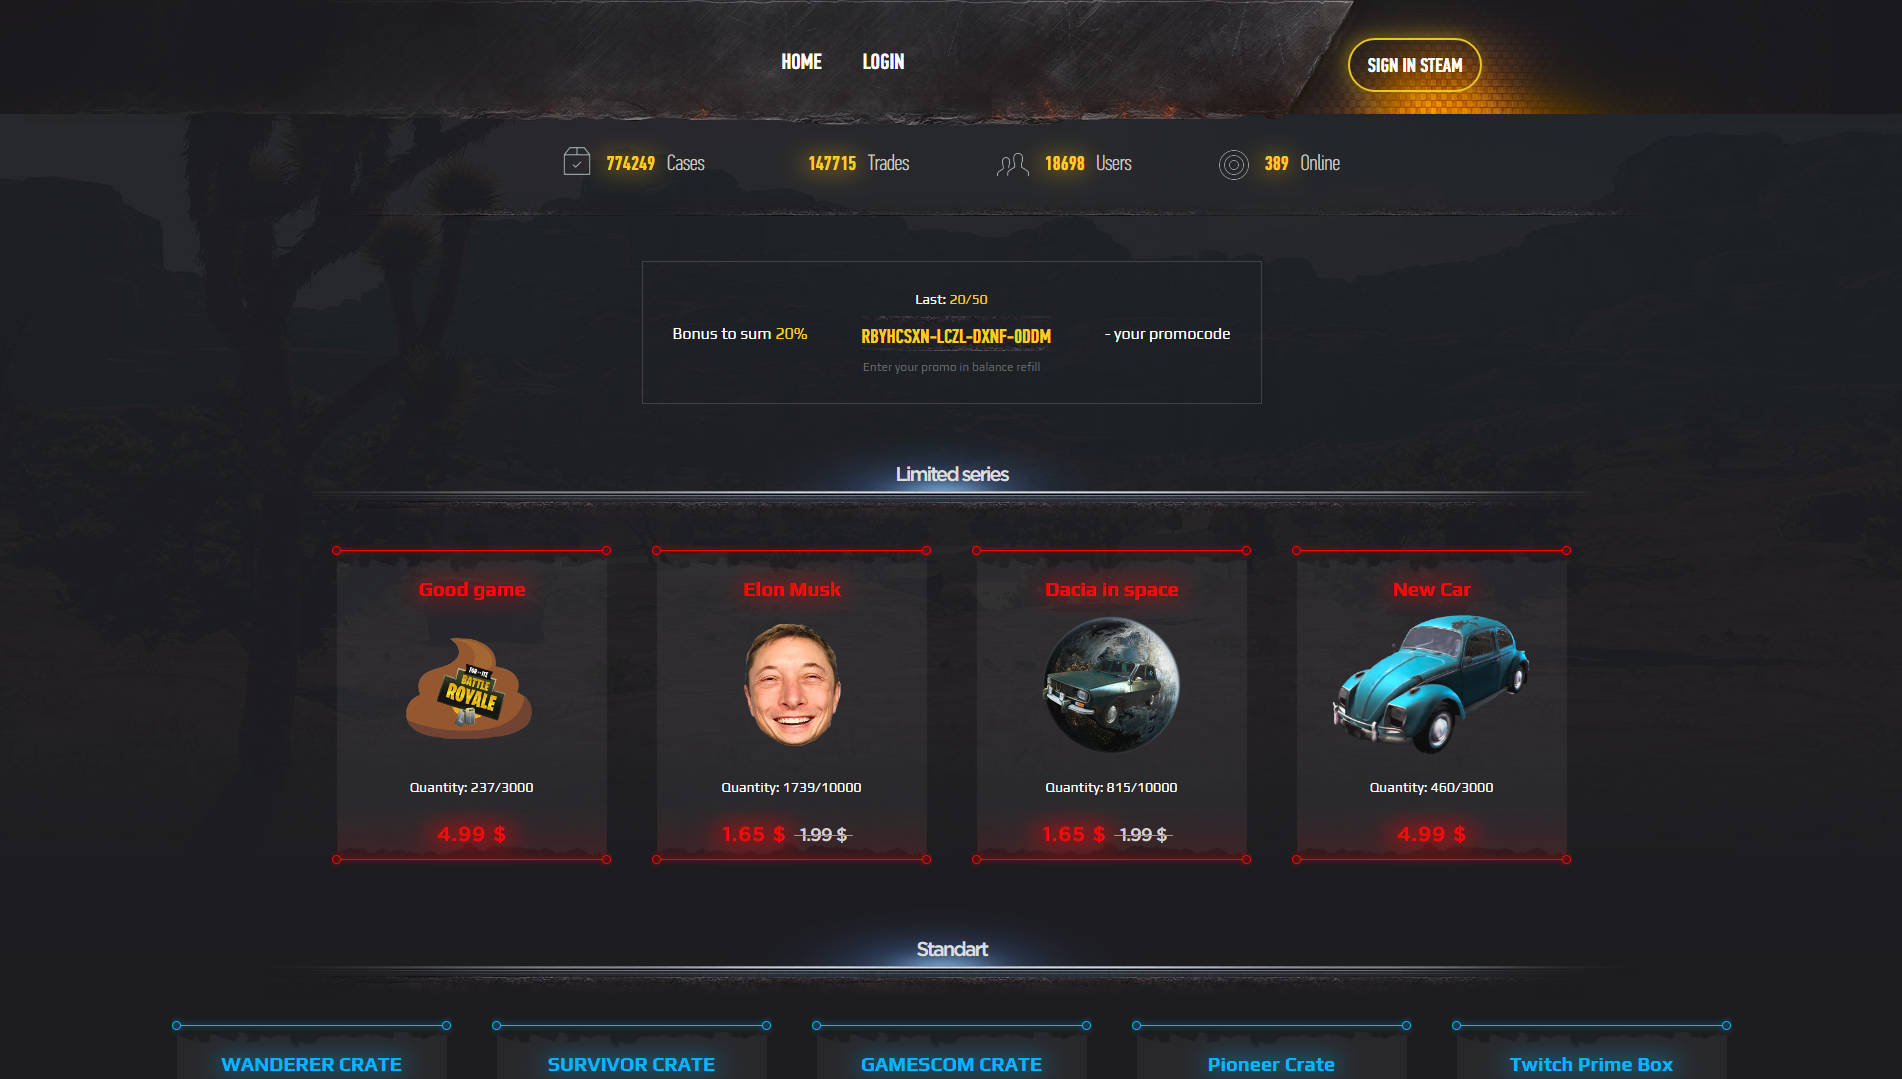 HOME LOGIN
SIGN IN STEAM
774249 Cases
147715 Trades
18698 Users
389 Online
Last: 20/50
Bonus to sum 20%
RBYHCSXN-LCZL-DXNF-0DDM
- your promocode
Enter your promo in balance refill
Limited series
Good game
BATTLE
ROYALE
Quantity: 237/3000
4.99 $
Elon Musk
Quantity: 1739/10000
1.65 $ 1.99 $
Dacia in space
Quantity: 815/10000
1.65 $ 1.99 $
New Car
Quantity: 460/3000
4.99 $
Standart
WANDERER CRATE
SURVIVOR CRATE
GAMESCOM CRATE
Pioneer Crate
Twitch Prime Box